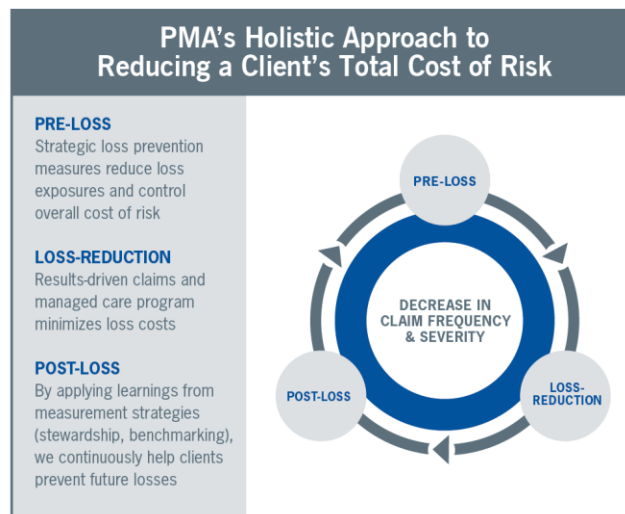 PMA’s Holistic Approach to
Reducing a Client’s Total Cost of Risk
PRE-LOSS
Strategic loss prevention
measures reduce loss
exposures and control
overall cost of risk
LOSS-REDUCTION
Results-driven claims and
managed care program
minimizes loss costs
POST-LOSS
By applying learnings from
measurement strategies
(stewardship, benchmarking),
we continuously help clients
prevent future losses
PRE-LOSS
DECREASE IN
CLAIM FREQUENCY
& SEVERITY
POST-LOSS
LOSS-
REDUCTION